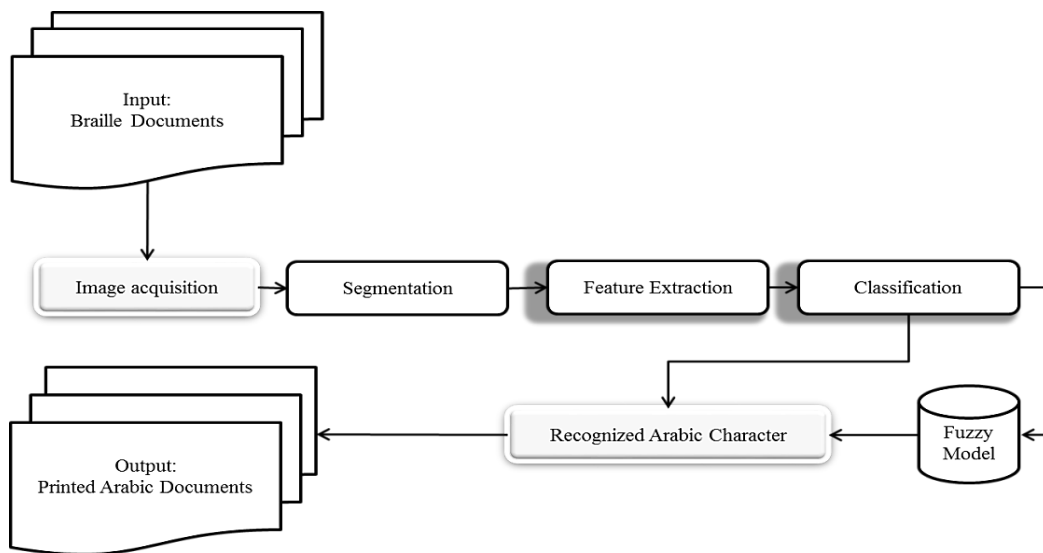 Input:
Braille Documents
Image acquisition
Segmentation
Feature Extraction
Classification
Recognized Arabic Character
Fuzzy
Model
Output:
Printed Arabic Documents